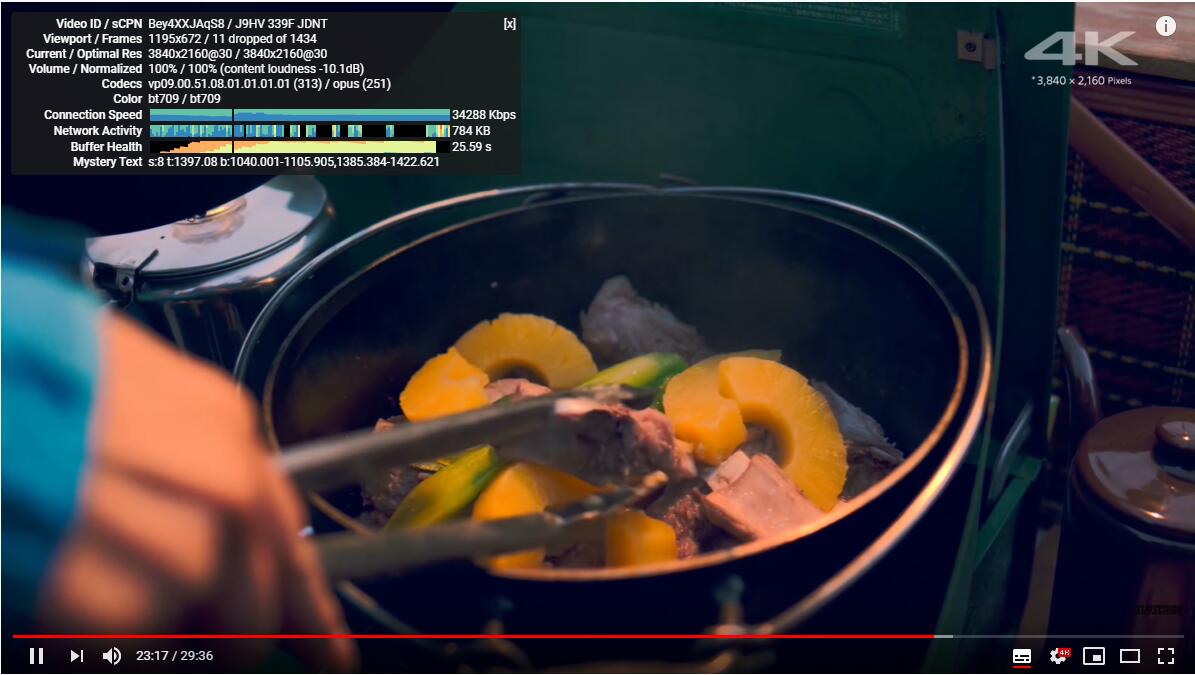 Video ID / sCPN Bey4XXJAqS8 / J9HV 339F JDNT [x]
Viewport / Frames 1195x672 / 11 dropped of 1434
Current / Optimal Res 3840x2160@30 / 3840x2160@30
Volume / Normalized 100% / 100% (content loudness -10.1dB)
Codecs vp09.00.51.08.01.01.01.01 (313) / opus (251)
Color bt709 / bt709
Connection Speed 34288 Kbps
Network Activity 784 KB
Buffer Health 25.59 s
Mystery Text s:8 t:1397.08 b:1040.001-1105.905,1385.384-1422.621
i
4K
*3,840 × 2,160 Pixels
SUBSCRIBE
23:17 / 29:36
4K